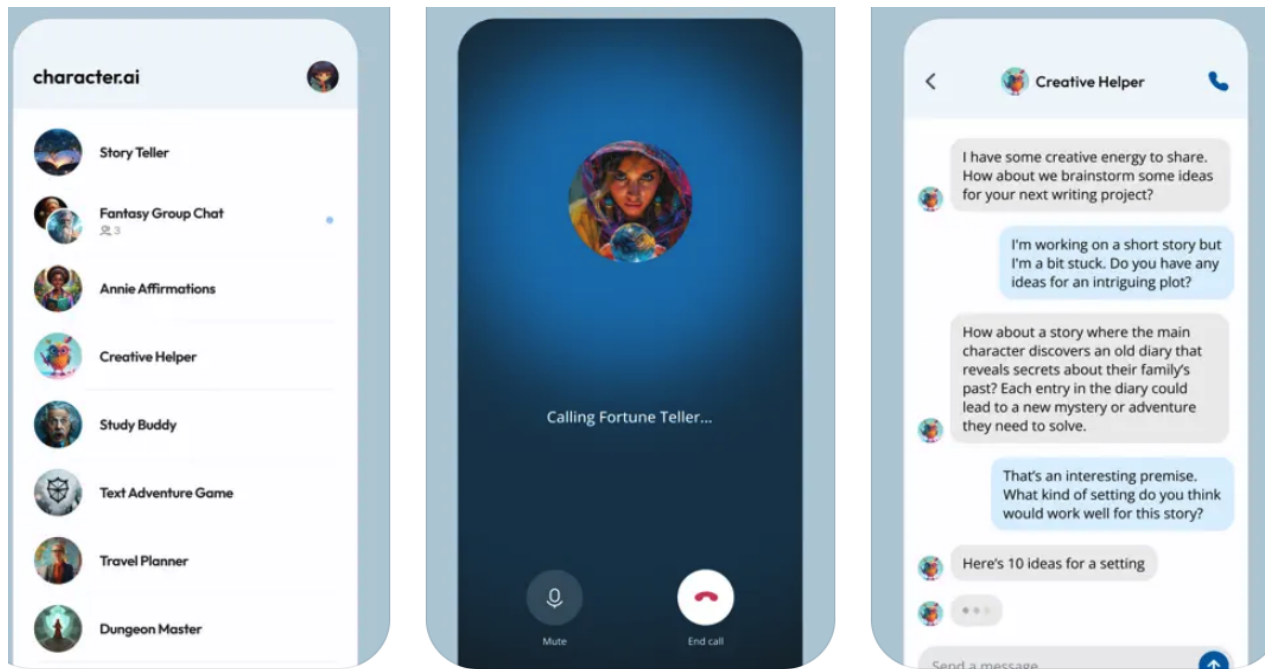 character.ai
Story Teller
Fantasy Group Chat
3
Annie Affirmations
Creative Helper
Study Buddy
Text Adventure Game
Travel Planner
Dungeon Master
Calling Fortune Teller...
Mute
End call
Creative Helper
I have some creative energy to share.
How about we brainstorm some ideas
for your next writing project?
I'm working on a short story but
I'm a bit stuck. Do you have any
ideas for an intriguing plot?
How about a story where the main
character discovers an old diary that
reveals secrets about their family's
past? Each entry in the diary could
lead to a new mystery or adventure
they need to solve.
That's an interesting premise.
What kind of setting do you think
would work well for this story?
Here's 10 ideas for a setting
Send a message